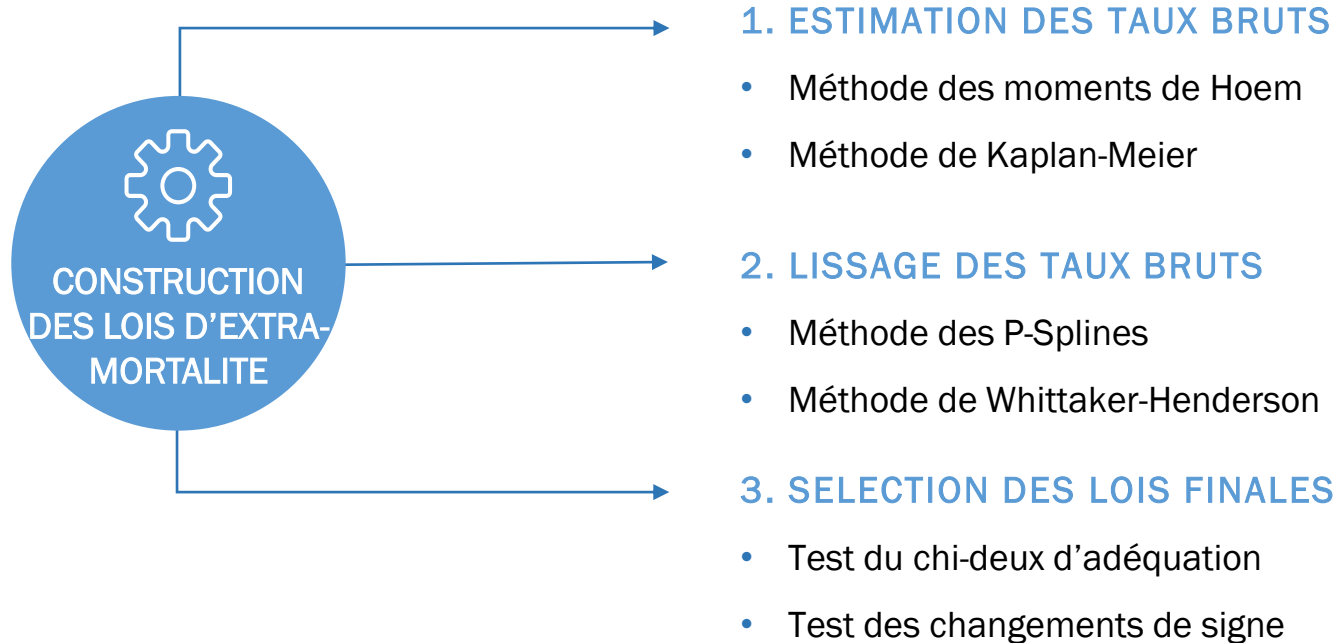 CONSTRUCTION
DES LOIS D’EXTRA-
MORTALITE
1. ESTIMATION DES TAUX BRUTS
• Méthode des moments de Hoem
• Méthode de Kaplan-Meier
2. LISSAGE DES TAUX BRUTS
• Méthode des P-Splines
• Méthode de Whittaker-Henderson
3. SELECTION DES LOIS FINALES
• Test du chi-deux d’adéquation
• Test des changements de signe